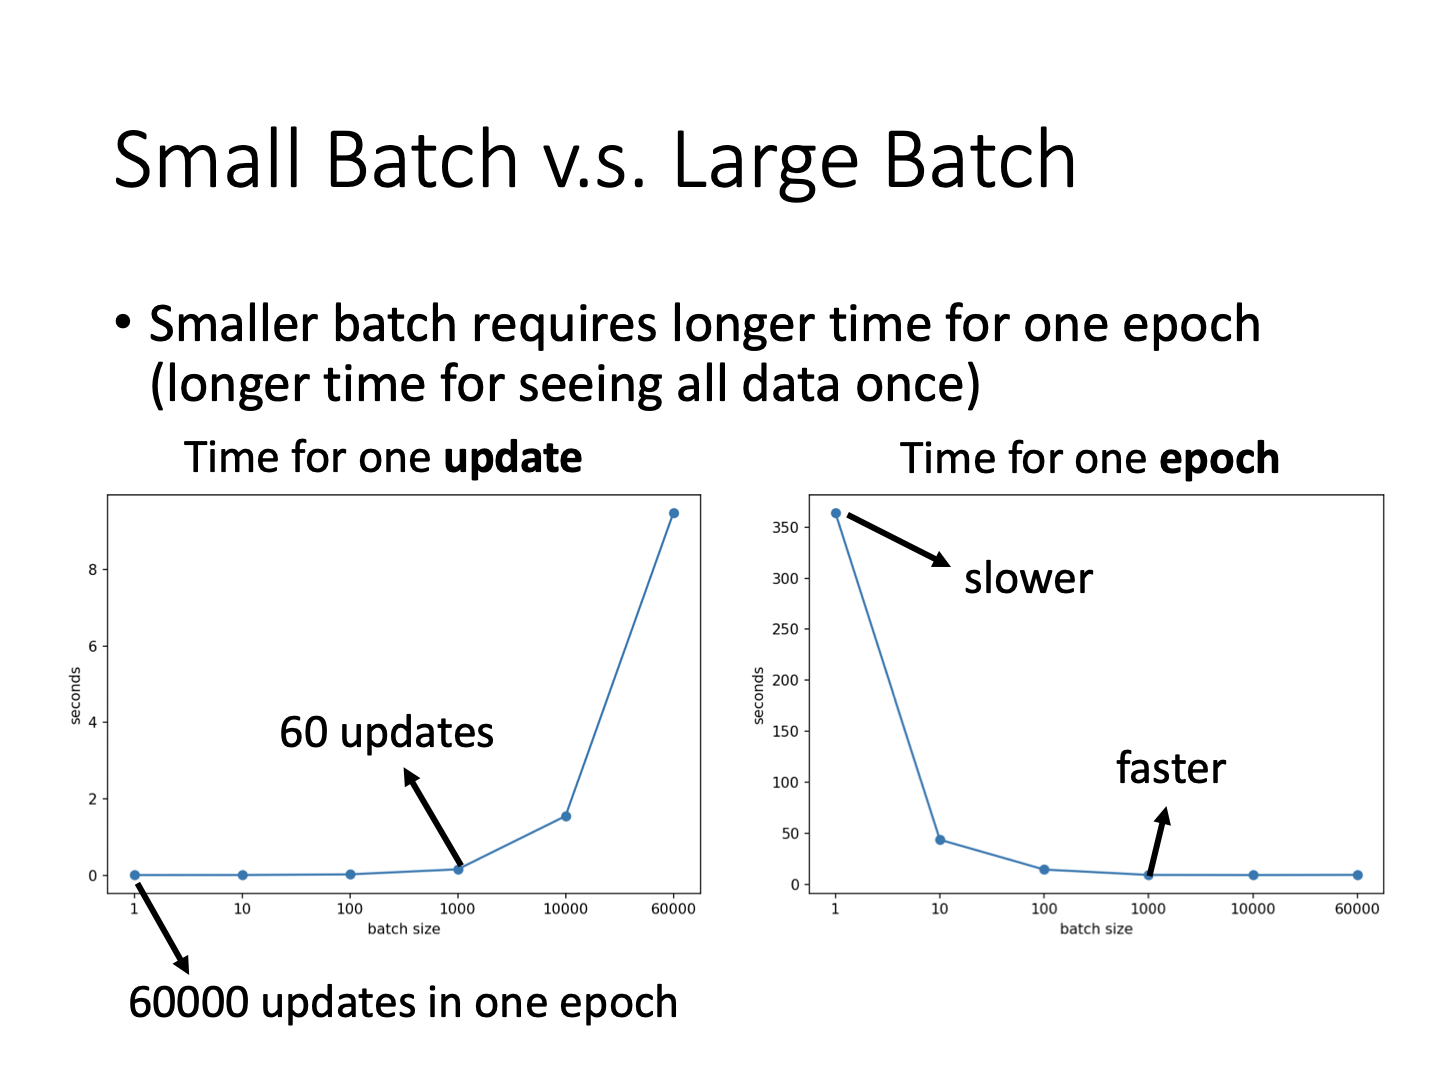 Small Batch v.s. Large Batch
• Smaller batch requires longer time for one epoch
(longer time for seeing all data once)
Time for one update
8
6
4
2
0
seconds
1 10 100 1000 10000 60000
batch size
60 updates
60000 updates in one epoch
Time for one epoch
350
300
250
200
150
100
50
0
seconds
1 10 100 1000 10000 60000
batch size
slower
faster